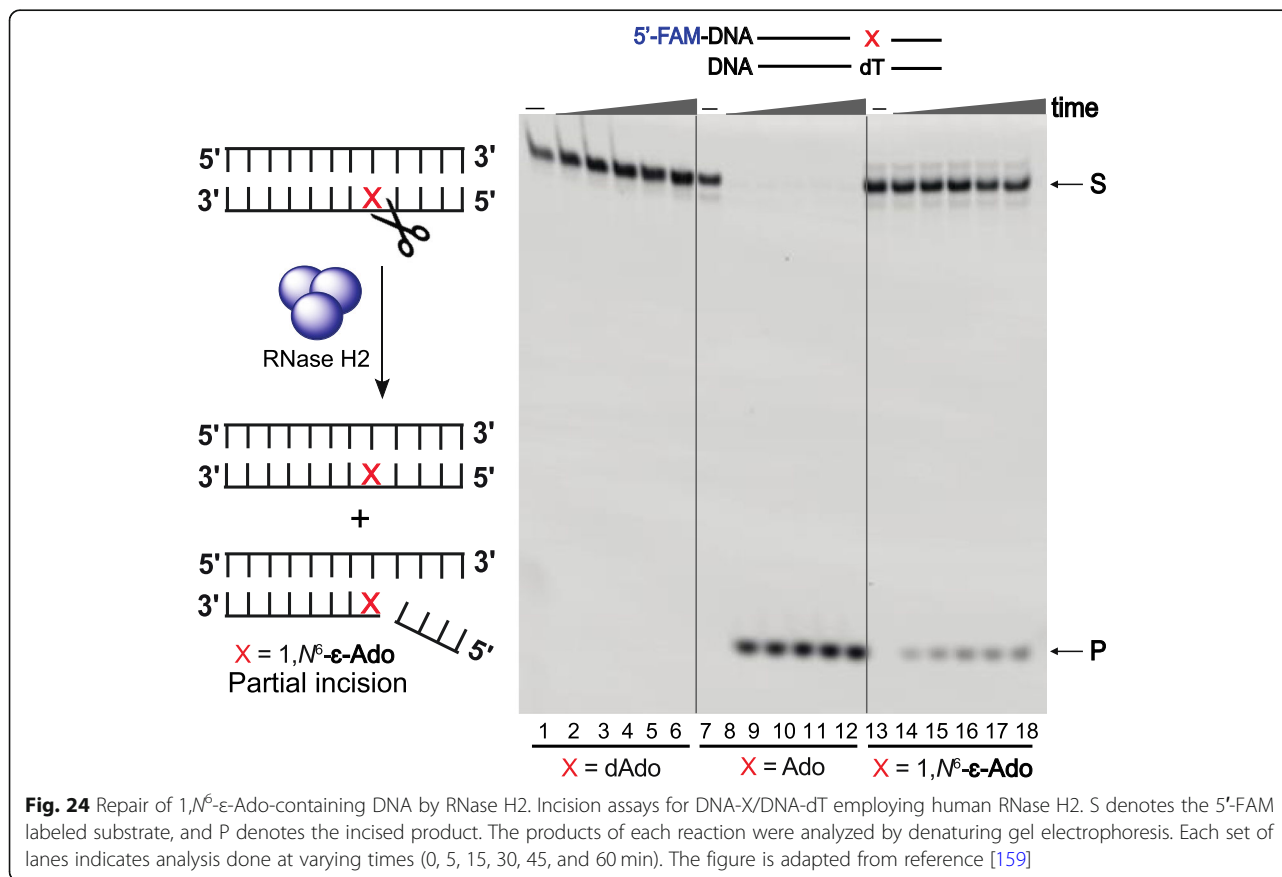 5'-FAM-DNA X
DNA dT
— – – time
5' 3'
3' X 5'
RNase H2
5' 3'
3' X 5'
+
5' 3'
3' X
5'
X = 1,N⁶-ε-Ado
Partial incision
← S
← P
1 2 3 4 5 6 7 8 9 10 11 12 13 14 15 16 17 18
X = dAdo X = Ado X = 1,N⁶-ε-Ado
Fig. 24 Repair of 1,N⁶-ε-Ado-containing DNA by RNase H2. Incision assays for DNA-X/DNA-dT employing human RNase H2. S denotes the 5′-FAM
labeled substrate, and P denotes the incised product. The products of each reaction were analyzed by denaturing gel electrophoresis. Each set of
lanes indicates analysis done at varying times (0, 5, 15, 30, 45, and 60 min). The figure is adapted from reference [159]